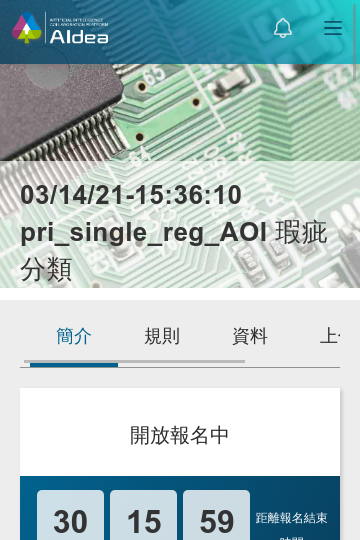 ARTIFICIAL INTELLIGENCE
COLLABORATION PLATFORM
AIdea
03/14/21-15:36:10
pri_single_reg_AOI 瑕疵
分類
簡介 規則 資料 上
開放報名中
30 15 59 距離報名結束
時間